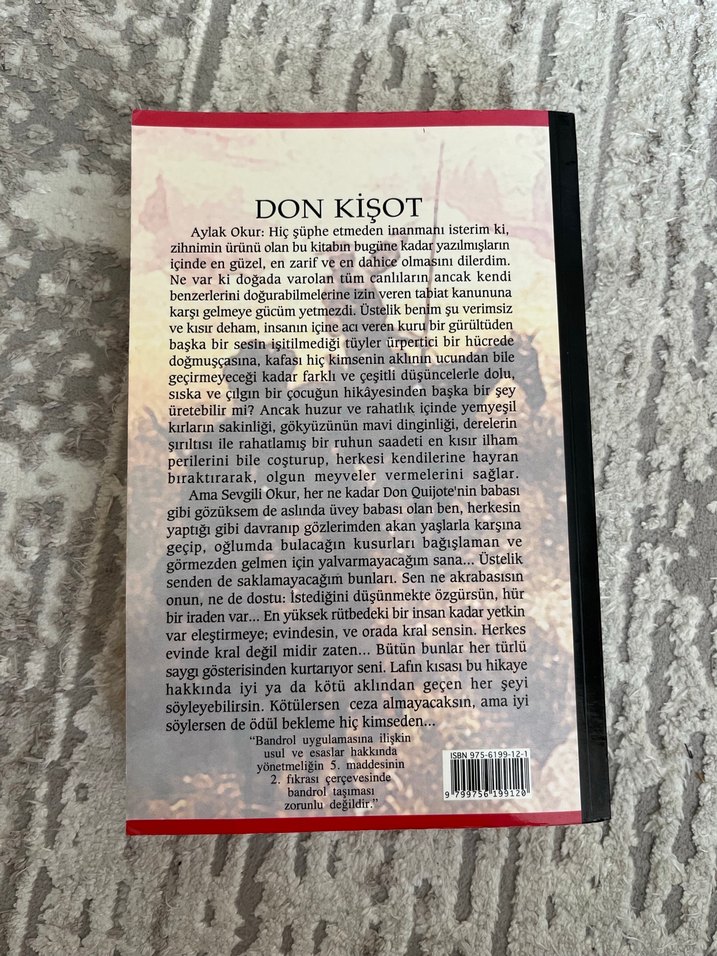 DON KİŞOT
Aylak Okur: Hiç şüphe etmeden inanmanı isterim ki,
zihnimin ürünü olan bu kitabın bugüne kadar yazılmışların
içinde en güzel, en zarif ve en dahice olmasını dilerdim.
Ne var ki doğada varolan tüm canlıların ancak kendi
benzerlerini doğurabilmelerine izin veren tabiat kanununa
karşı gelmeye gücüm yetmezdi. Üstelik benim şu verimsiz
ve kısır deham, insanın içine acı veren kuru bir gürültüden
başka bir sesin işitilmediği tüyler ürpertici bir hücrede
doğmuşçasına, kafası hiç kimsenin aklının ucundan bile
geçirmeyeceği kadar farklı ve çeşitli düşüncelerle dolu,
sıska ve çılgın bir çocuğun hikâyesinden başka bir şey
üretebilir mi? Ancak huzur ve rahatlık içinde yemyeşil
kırların sakinliği, gökyüzünün mavi dinginliği, derelerin
şırıltısı ile rahatlamış bir ruhun saadeti en kısır ilham
perilerini bile coşturup, herkesi kendilerine hayran
bıraktırarak, olgun meyveler vermelerini sağlar.
Ama Sevgili Okur, her ne kadar Don Quijote'nin babası
gibi gözüksem de aslında üvey babası olan ben, herkesin
yaptığı gibi davranıp gözlerimden akan yaşlarla karşına
geçip, oğlumda bulacağın kusurları bağışlaman ve
görmezden gelmen için yalvarmayacağım sana... Üstelik
senden de saklamayacağım bunları. Sen ne akrabasısın
onun, ne de dostu: İstediğini düşünmekte özgürsün, hür
bir iraden var... En yüksek rütbedeki bir insan kadar yetkin
var eleştirmeye; evindesin, ve orada kral sensin. Herkes
evinde kral değil midir zaten... Bütün bunlar her türlü
saygı gösterisinden kurtarıyor seni. Lafın kısası bu hikaye
hakkında iyi ya da kötü aklından geçen her şeyi
söyleyebilirsin. Kötülersen ceza almayacaksın, ama iyi
söylersen de ödül bekleme hiç kimseden...
"Bandrol uygulamasına ilişkin
usul ve esaslar hakkında
yönetmeliğin 5. maddesinin
2. fıkrası çerçevesinde
bandrol taşıması
zorunlu değildir."
ISBN 975-6199-12-1
9 799756 199120